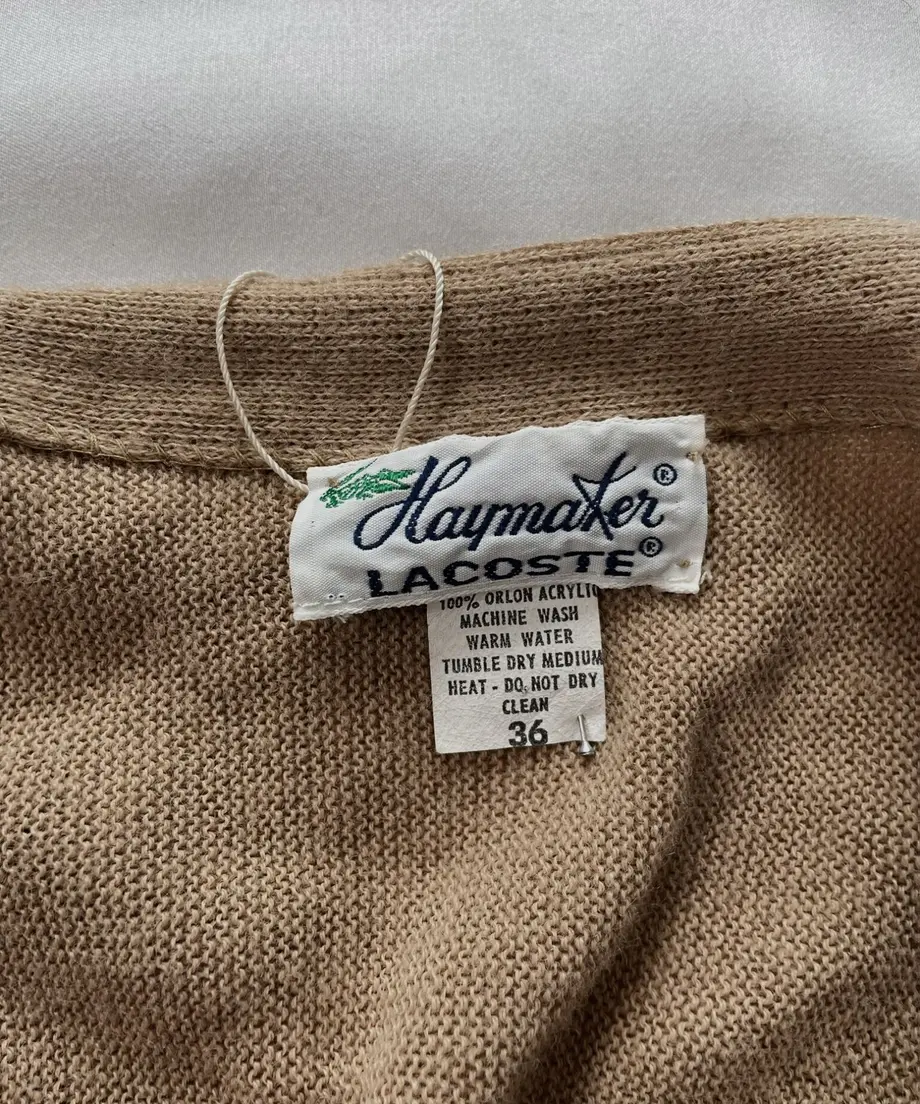 Haymaker®
LACOSTE®
100% ORLON ACRYLIC
MACHINE WASH
WARM WATER
TUMBLE DRY MEDIUM
HEAT - DO NOT DRY
CLEAN
36